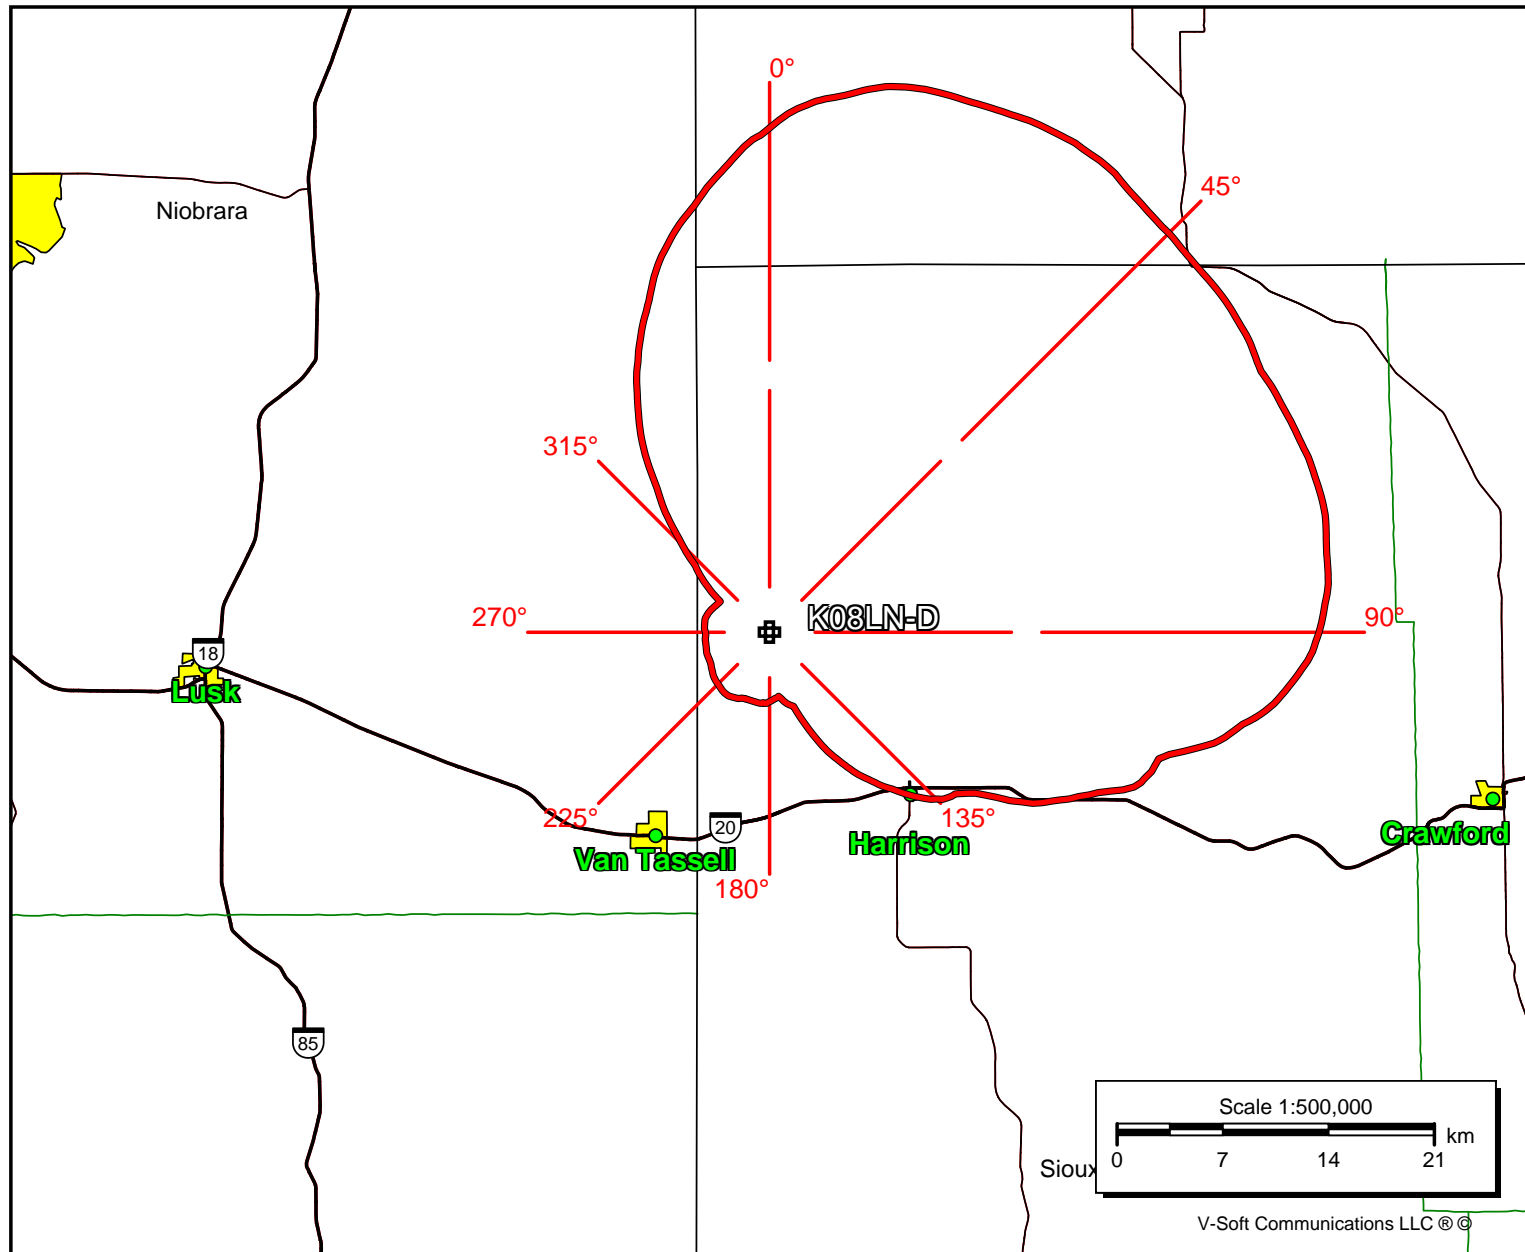 0°
45°
Niobrara
315°
K08LN-D
270°
90°
18
Lusk
225°
20
135°
Harrison
Crawford
Van Tassell
180°
85
Scale 1:500,000
km
0 7 14 21
Sioux
V-Soft Communications LLC ® ©